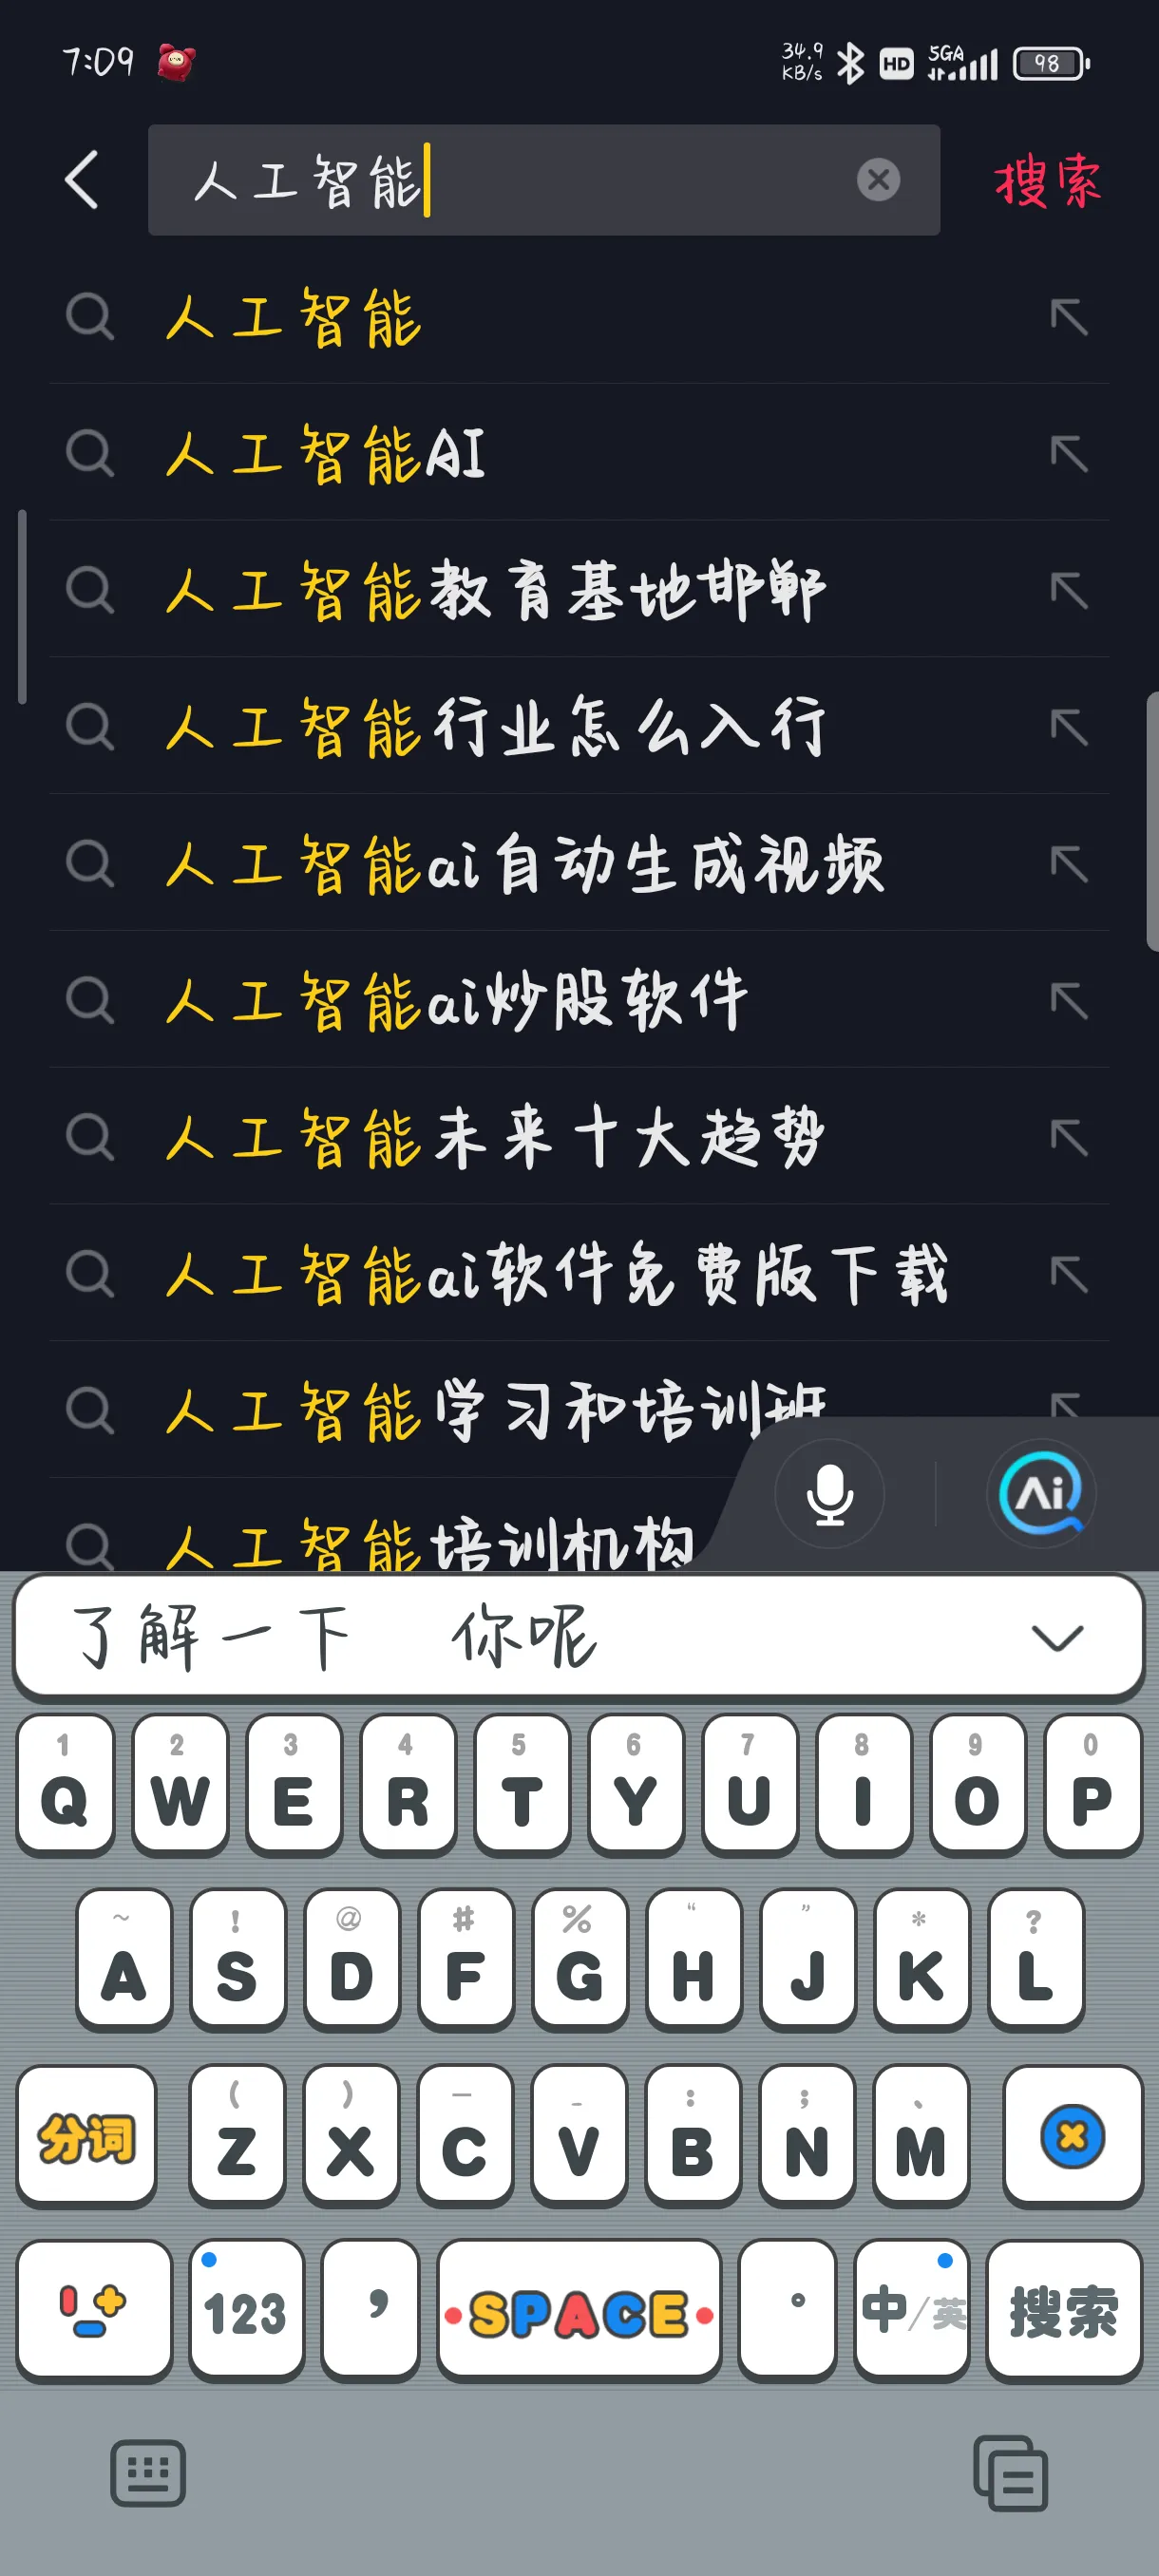 7:09 34.9 KB/s HD 5GA 98
人工智能 搜索
人工智能
人工智能AI
人工智能教育基地邯郸
人工智能行业怎么入行
人工智能ai自动生成视频
人工智能ai炒股软件
人工智能未来十大趋势
人工智能ai软件免费版下载
人工智能学习和培训班
人工智能培训机构
Ai
了解一下 你呢
1 2 3 4 5 6 7 8 9 0
Q W E R T Y U I O P
~ ! @ # % “ ” * ?
A S D F G H J K L
( ) — _ : ; 、
分词 Z X C V B N M
123 , SPACE 。 中/英 搜索